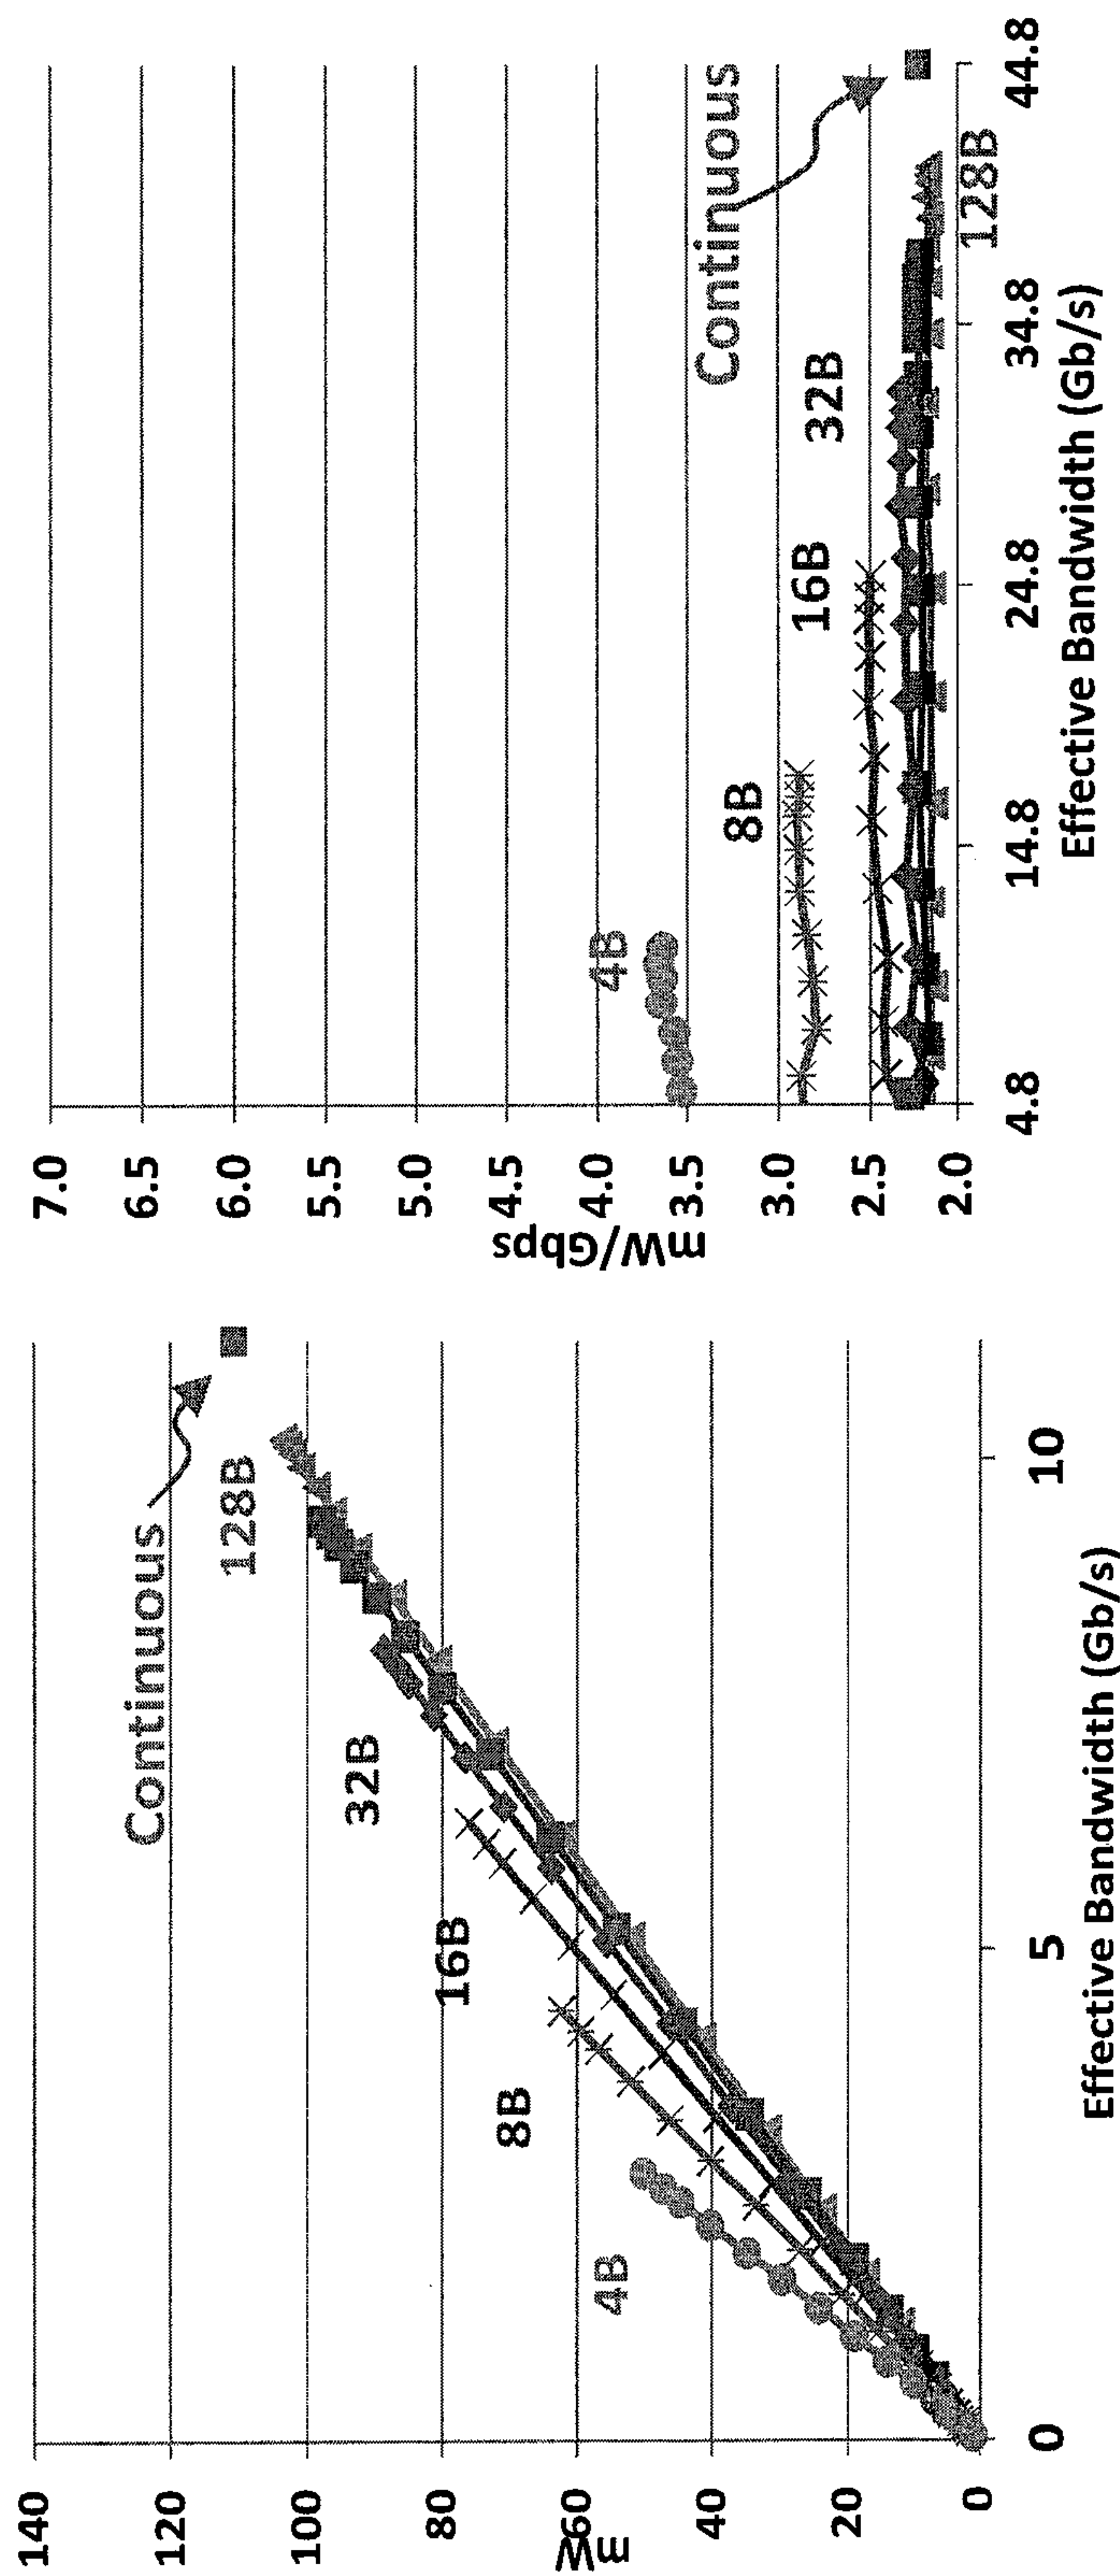 140
120
100
80
60
40
20
0
mW
Continuous
128B
32B
16B
8B
4B
0
5
10
Effective Bandwidth (Gb/s)
7.0
6.5
6.0
5.5
5.0
4.5
4.0
3.5
3.0
2.5
2.0
mW/Gbps
4B
8B
16B
32B
Continuous
128B
4.8
14.8
24.8
34.8
44.8
Effective Bandwidth (Gb/s)